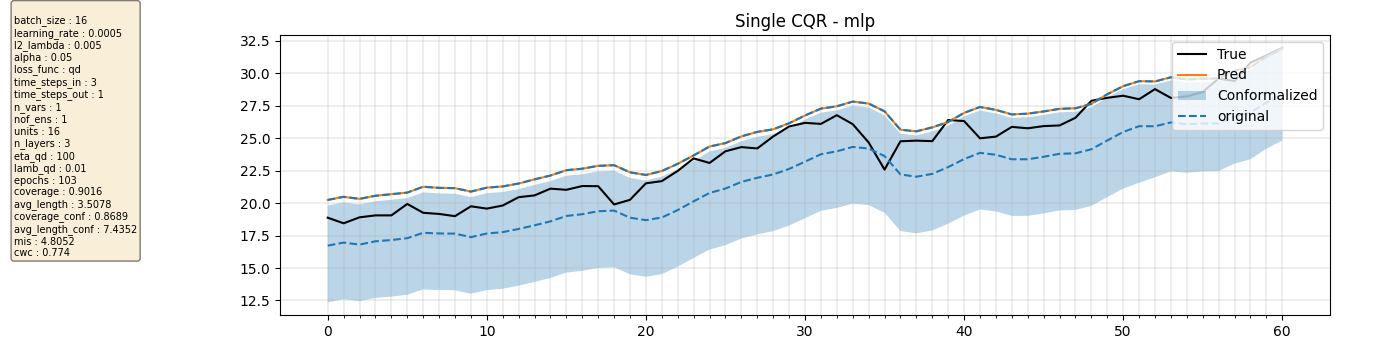 batch_size : 16
learning_rate : 0.0005
l2_lambda : 0.005
alpha : 0.05
loss_func : qd
time_steps_in : 3
time_steps_out : 1
n_vars : 1
nof_ens : 1
units : 16
n_layers : 3
eta_qd : 100
lamb_qd : 0.01
epochs : 103
coverage : 0.9016
avg_length : 3.5078
coverage_conf : 0.8689
avg_length_conf : 7.4352
mis : 4.8052
cwc : 0.774
Single CQR - mlp
32.5
30.0
27.5
25.0
22.5
20.0
17.5
15.0
12.5
0 10 20 30 40 50 60
True
Pred
Conformalized
original